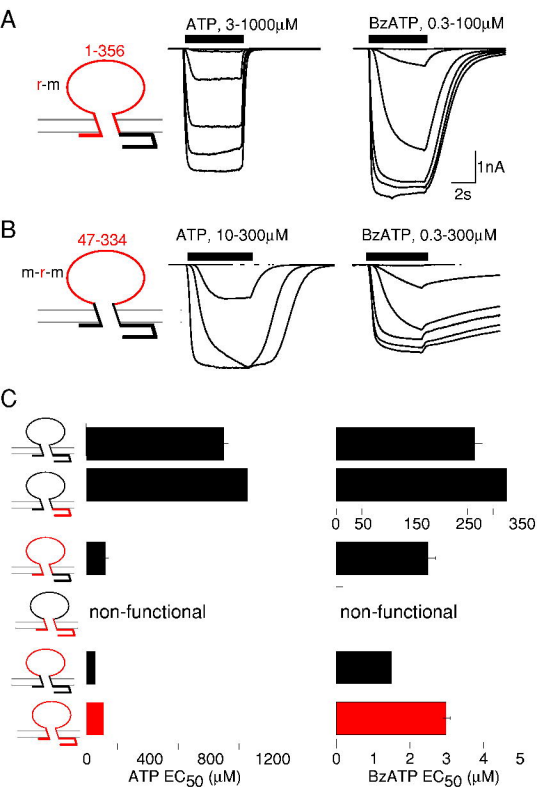 A
ATP, 3-1000µM
BzATP, 0.3-100µM
1-356
r-m
1nA
2s
B
47-334
ATP, 10-300µM
BzATP, 0.3-300µM
m-r-m
C
0 50 150 250 350
non-functional
non-functional
0 400 800 1200
0 1 2 3 4 5
ATP EC50 (µM)
BzATP EC50 (µM)